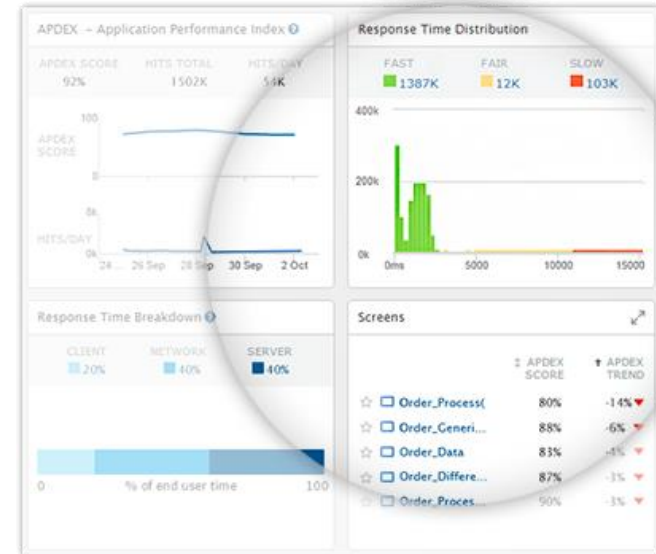 APDEX – Application Performance Index
APDEX SCORE HITS TOTAL HITS/DAY
92% 1502K 54K
100
APDEX
SCORE
0
8k
HITS/DAY
0k
24 ... 26 Sep 28 Sep 30 Sep 2 Oct
Response Time Distribution
FAST FAIR SLOW
1387K 12K 103K
400k
200k
0k
0ms 5000 10000 15000
Response Time Breakdown
CLIENT NETWORK SERVER
20% 40% 40%
0 % of end user time 100
Screens
APDEX APDEX
SCORE TREND
Order_Process( 80% -14%
Order_Generi... 88% -6%
Order_Data 83% -4%
Order_Differe... 87% -3%
Order_Proces... 90% -3%